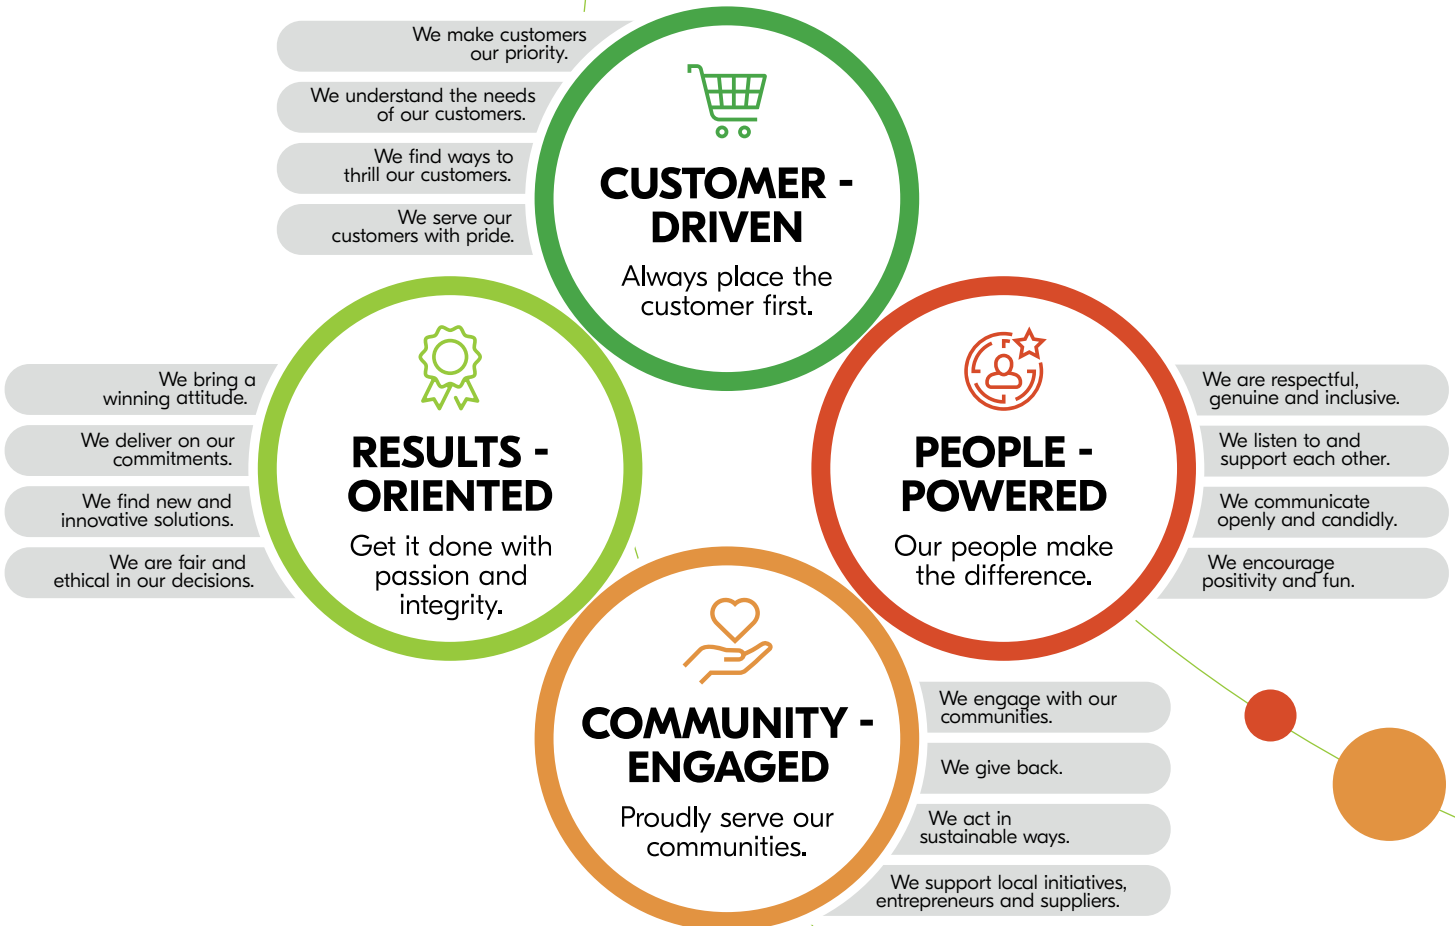 We make customers
our priority.
We understand the needs
of our customers.
We find ways to
thrill our customers.
We serve our
customers with pride.
CUSTOMER -
DRIVEN
Always place the
customer first.
We bring a
winning attitude.
We deliver on our
commitments.
We find new and
innovative solutions.
We are fair and
ethical in our decisions.
RESULTS -
ORIENTED
Get it done with
passion and
integrity.
PEOPLE -
POWERED
Our people make
the difference.
We are respectful,
genuine and inclusive.
We listen to and
support each other.
We communicate
openly and candidly.
We encourage
positivity and fun.
COMMUNITY -
ENGAGED
Proudly serve our
communities.
We engage with our
communities.
We give back.
We act in
sustainable ways.
We support local initiatives,
entrepreneurs and suppliers.